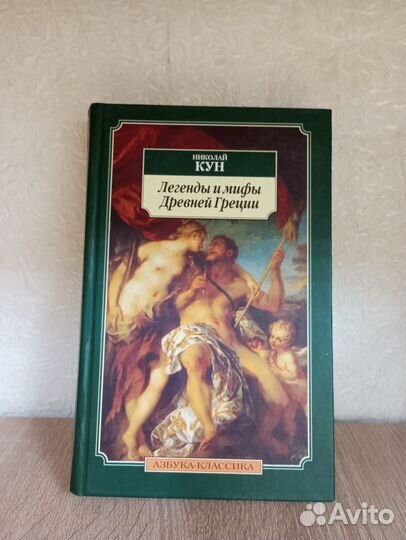 НИКОЛАЙ
КУН
Легенды и мифы
Древней Греции
АЗБУКА-КЛАССИКА
Avito